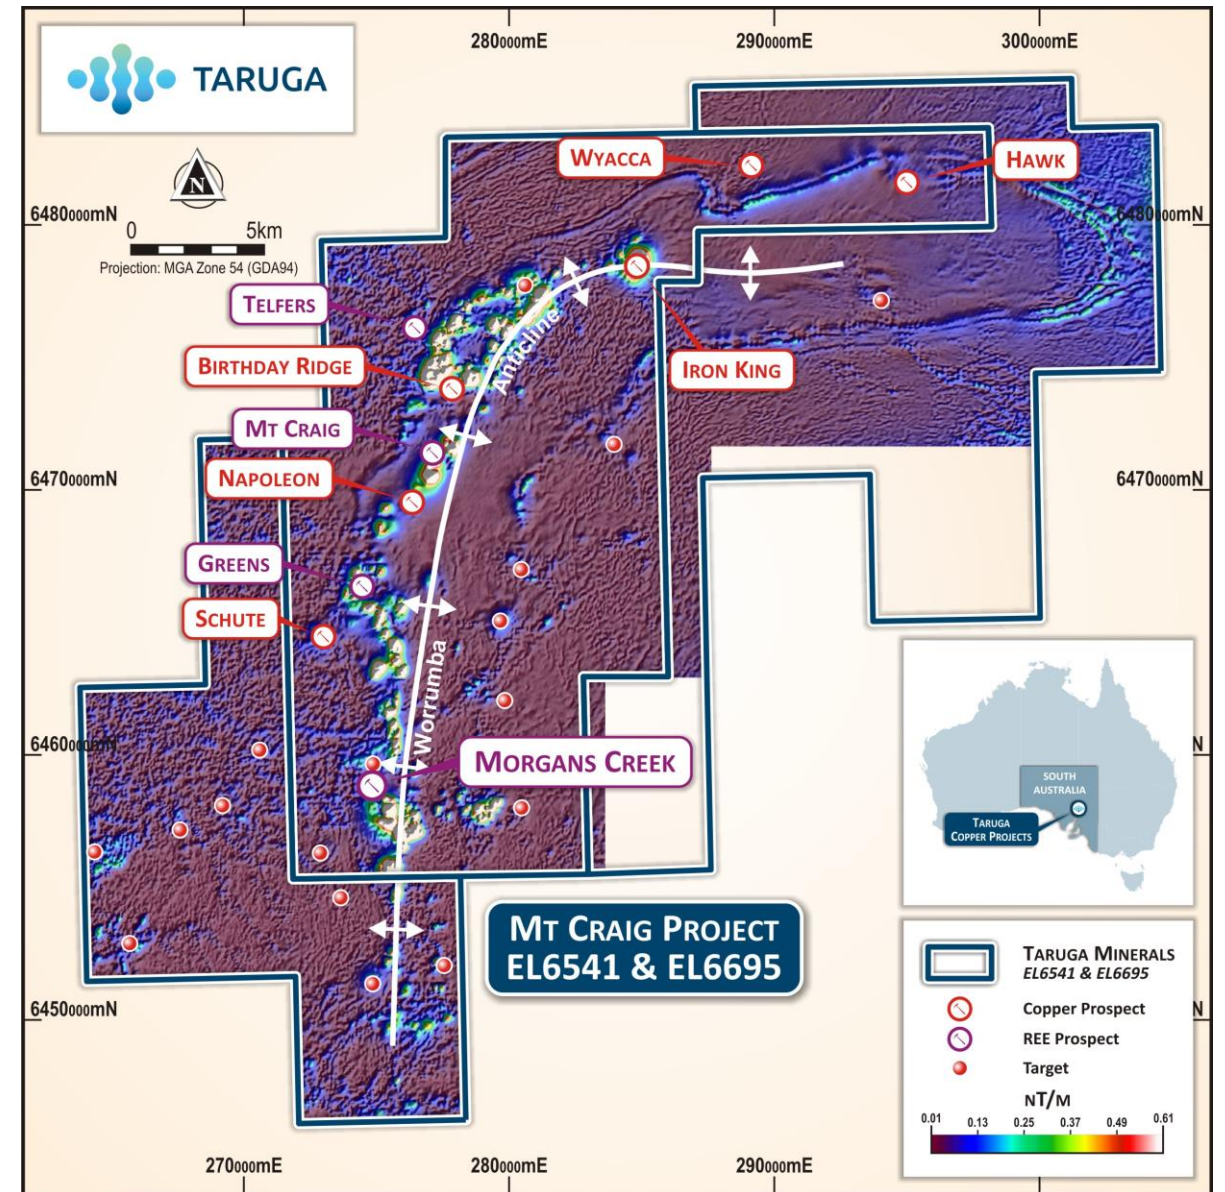 280000mE
290000mE
300000mE
TARUGA
N
0 5km
Projection: MGA Zone 54 (GDA94)
6480000mN
6480000mN
WYACCA
HAWK
TELFERS
BIRTHDAY RIDGE
IRON KING
MT CRAIG
NAPOLEON
Anticline
6470000mN
6470000mN
GREENS
SCHUTE
Worrumba
6460000mN
N
MORGANS CREEK
SOUTH
AUSTRALIA
TARUGA
COPPER PROJECTS
MT CRAIG PROJECT
EL6541 & EL6695
TARUGA MINERALS
EL6541 & EL6695
Copper Prospect
REE Prospect
Target
NT/M
0.01 0.13 0.25 0.37 0.49 0.61
6450000mN
N
270000mE
280000mE
290000mE